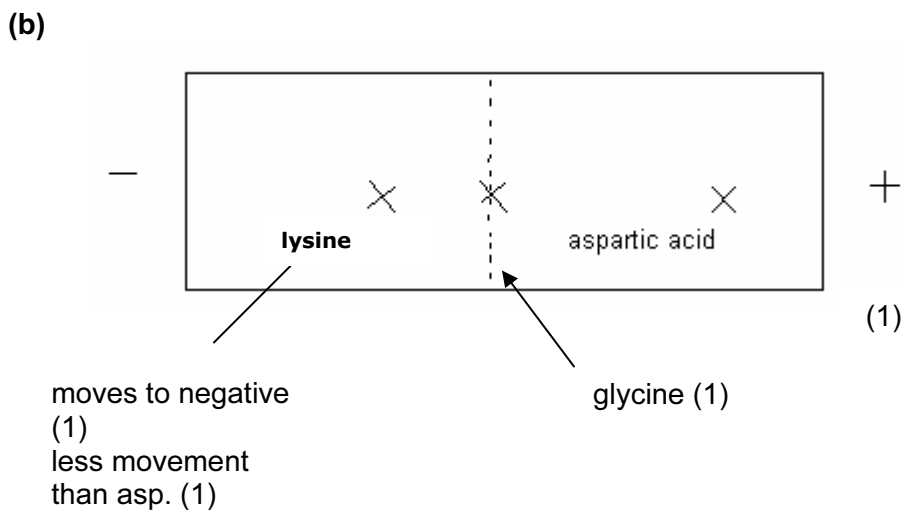 (b)
−
+
lysine
aspartic acid
(1)
moves to negative
(1)
less movement
than asp. (1)
glycine (1)